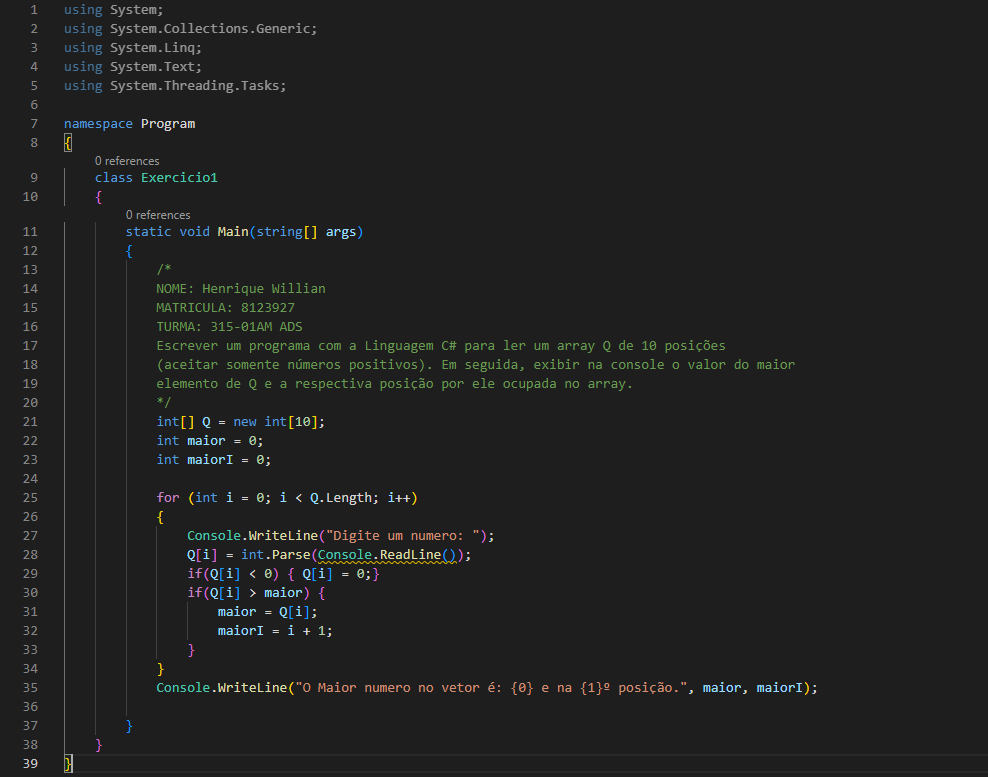 1 using System;
2 using System.Collections.Generic;
3 using System.Linq;
4 using System.Text;
5 using System.Threading.Tasks;
6
7 namespace Program
8 {
0 references
9 class Exercicio1
10 {
0 references
11 static void Main(string[] args)
12 {
13 /*
14 NOME: Henrique Willian
15 MATRICULA: 8123927
16 TURMA: 315-01AM ADS
17 Escrever um programa com a Linguagem C# para ler um array Q de 10 posições
18 (aceitar somente números positivos). Em seguida, exibir na console o valor do maior
19 elemento de Q e a respectiva posição por ele ocupada no array.
20 */
21 int[] Q = new int[10];
22 int maior = 0;
23 int maiorI = 0;
24
25 for (int i = 0; i < Q.Length; i++)
26 {
27 Console.WriteLine("Digite um numero: ");
28 Q[i] = int.Parse(Console.ReadLine());
29 if(Q[i] < 0) { Q[i] = 0;}
30 if(Q[i] > maior) {
31 maior = Q[i];
32 maiorI = i + 1;
33 }
34 }
35 Console.WriteLine("O Maior numero no vetor é: {0} e na {1}º posição.", maior, maiorI);
36
37 }
38 }
39 }